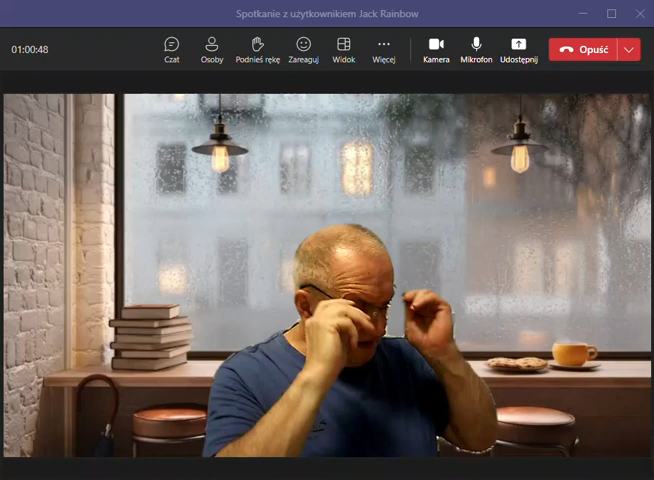 Spotkanie z użytkownikiem Jack Rainbow
01:00:48
Czat
Osoby
Podnieś rękę
Zareaguj
Widok
Więcej
Kamera
Mikrofon
Udostępnij
Opuść